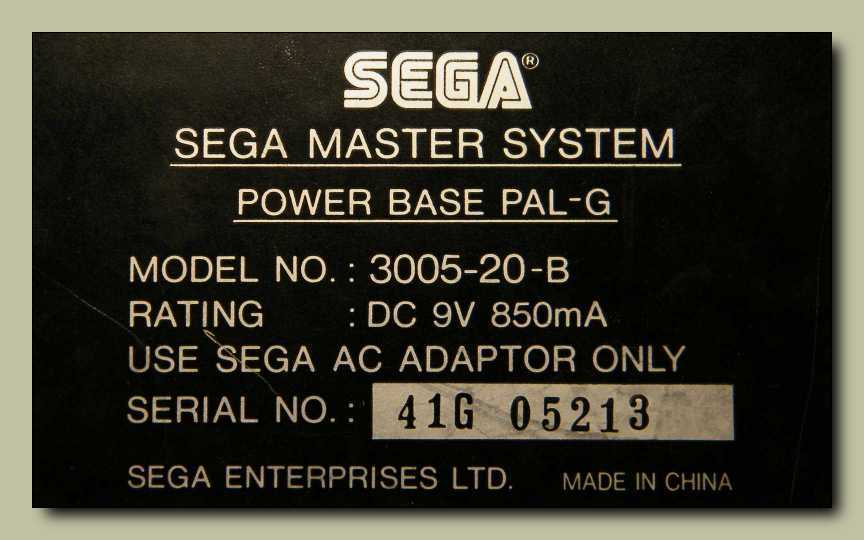 SEGA®
SEGA MASTER SYSTEM
POWER BASE PAL-G
MODEL NO. : 3005-20-B
RATING : DC 9V 850mA
USE SEGA AC ADAPTOR ONLY
SERIAL NO. : 41G 05213
SEGA ENTERPRISES LTD. MADE IN CHINA